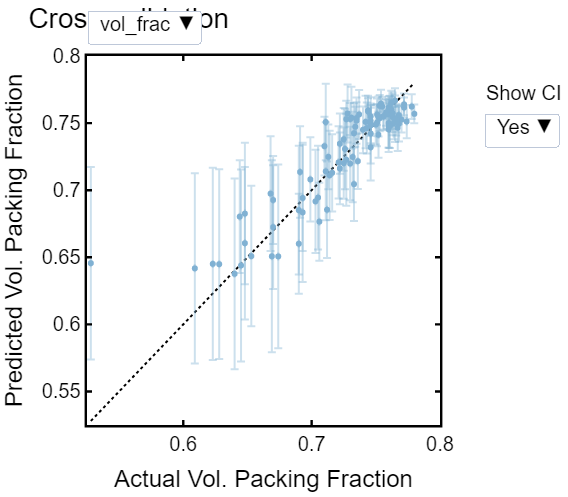 Cros
on
vol_frac ▼
Show CI
Yes ▼
Predicted Vol. Packing Fraction
0.8
0.75
0.7
0.65
0.6
0.55
0.6
0.7
0.8
Actual Vol. Packing Fraction